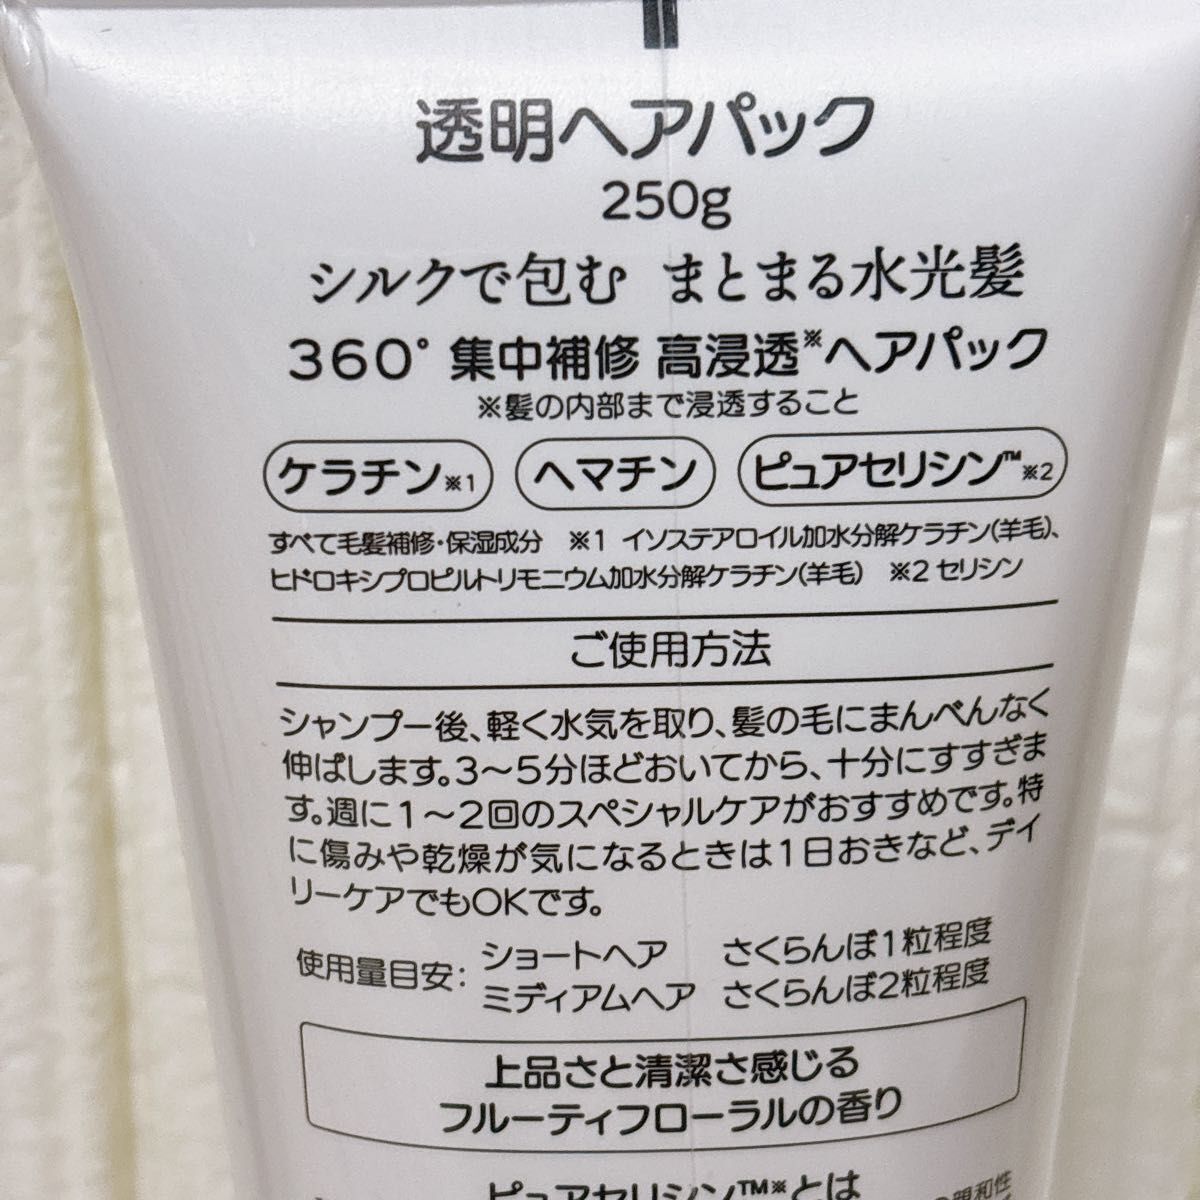 透明ヘアパック
250g
シルクで包む まとまる水光髪
360° 集中補修 高浸透※ヘアパック
※髪の内部まで浸透すること
ケラチン※1 ヘマチン ピュアセリシン™※2
すべて毛髪補修・保湿成分 ※1 イソステアロイル加水分解ケラチン(羊毛)、
ヒドロキシプロピルトリモニウム加水分解ケラチン(羊毛) ※2 セリシン
ご使用方法
シャンプー後、軽く水気を取り、髪の毛にまんべんなく
伸ばします。3～5分ほどおいてから、十分にすすぎま
す。週に1～2回のスペシャルケアがおすすめです。特
に傷みや乾燥が気になるときは1日おきなど、デイ
リーケアでもOKです。
使用量目安: ショートヘア さくらんぼ1粒程度
ミディアムヘア さくらんぼ2粒程度
上品さと清潔さ感じる
フルーティフローラルの香り
ピュアセリシン™※とは
の親和性